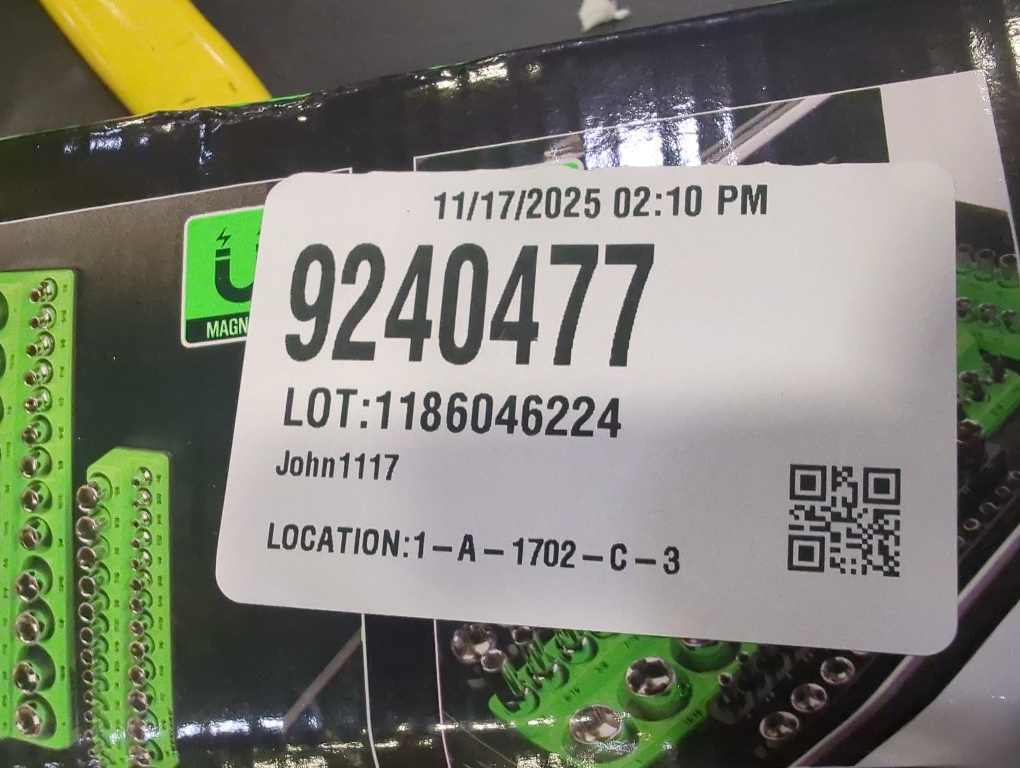 11/17/2025 02:10 PM
9240477
LOT:1186046224
John1117
LOCATION:1-A-1702-C-3
MAGN